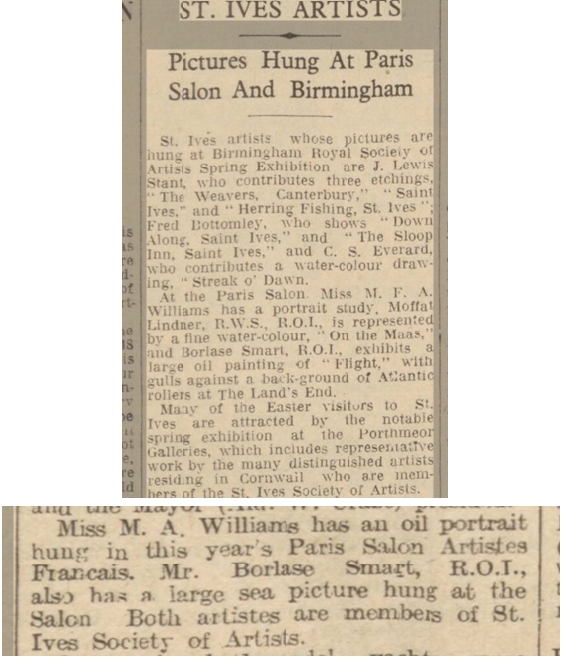 ST. IVES ARTISTS
Pictures Hung At Paris
Salon And Birmingham
St. Ives artists whose pictures are
hung at Birmingham Royal Society of
Artists Spring Exhibition are J. Lewis
Stant, who contributes three etchings,
"The Weavers, Canterbury," "Saint
Ives," and "Herring Fishing, St. Ives";
Fred Bottomley, who shows "Down
Along, Saint Ives," and "The Sloop
Inn, Saint Ives," and C. S. Everard,
who contributes a water-colour draw-
ing, "Streak o' Dawn.
At the Paris Salon Miss M. F. A.
Williams has a portrait study, Moffat
Lindner, R.W.S., R.O.I., is represented
by a fine water-colour, "On the Maas,"
and Borlase Smart, R.O.I., exhibits a
large oil painting of "Flight," with
gulls against a back-ground of Atlantic
rollers at The Land's End.
Many of the Easter visitors to St.
Ives are attracted by the notable
spring exhibition at the Porthmeor
Galleries, which includes representative
work by the many distinguished artists
residing in Cornwall who are mem-
bers of the St. Ives Society of Artists.
and the Mayor
Miss M. A. Williams has an oil portrait
hung in this year's Paris Salon Artistes
Francais. Mr. Borlase Smart, R.O.I.,
also has a large sea picture hung at the
Salon Both artistes are members of St.
Ives Society of Artists.